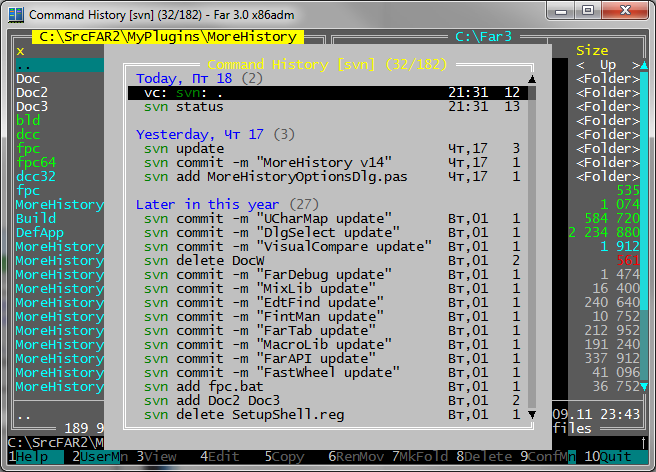 Command History [svn] (32/182) - Far 3.0 x86adm
C:\SrcFAR2\MyPlugins\MoreHistory
C:\Far3
x
Size
..
< Up >
Doc
<Folder>
Doc2
<Folder>
Doc3
<Folder>
bld
<Folder>
dcc
<Folder>
fpc
<Folder>
fpc64
<Folder>
dcc32
<Folder>
fpc
535
MoreHistory
1 074
Build
584 720
DefApp
2 234 880
MoreHistory
1 912
MoreHistory
561
MoreHistory
1 474
MoreHistory
16 400
MoreHistory
240 640
MoreHistory
10 752
MoreHistory
212 952
MoreHistory
191 240
MoreHistory
337 912
MoreHistory
41 096
MoreHistory
36 752
Command History [svn] (32/182)
Today, Пт 18 (2)
vc: svn: . 21:31 12
svn status 21:31 13
Yesterday, Чт 17 (3)
svn update Чт,17 3
svn commit -m "MoreHistory v14" Чт,17 1
svn add MoreHistoryOptionsDlg.pas Чт,17 1
Later in this year (27)
svn commit -m "UCharMap update" Вт,01 1
svn commit -m "DlgSelect update" Вт,01 1
svn commit -m "VisualCompare update" Вт,01 1
svn delete DocW Вт,01 2
svn commit -m "FarDebug update" Вт,01 1
svn commit -m "MixLib update" Вт,01 1
svn commit -m "EdtFind update" Вт,01 1
svn commit -m "FintMan update" Вт,01 1
svn commit -m "FarTab update" Вт,01 1
svn commit -m "MacroLib update" Вт,01 1
svn commit -m "FarAPI update" Вт,01 1
svn commit -m "FastWheel update" Вт,01 1
svn add fpc.bat Вт,01 1
svn add Doc2 Doc3 Вт,01 2
svn delete SetupShell.reg Вт,01 1
..
09.11 23:43
189 9
files
C:\SrcFAR2\M
1Help 2UserMn 3View 4Edit 5Copy 6RenMov 7MkFold 8Delete 9ConfMn 10Quit